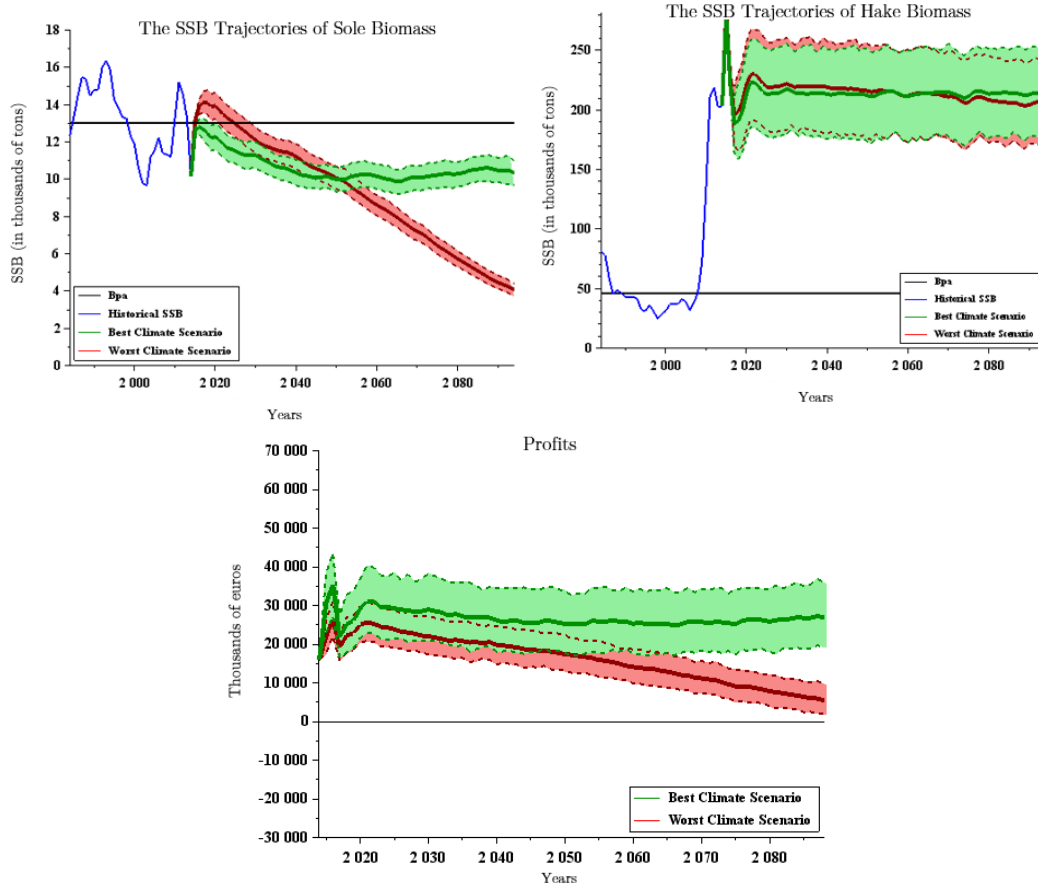 The SSB Trajectories of Sole Biomass
SSB (in thousands of tons)
18
16
14
12
10
8
6
4
2
0
Bpa
Historical SSB
Best Climate Scenario
Worst Climate Scenario
2 000
2 020
2 040
2 060
2 080
Years
The SSB Trajectories of Hake Biomass
SSB (in thousands of tons)
250
200
150
100
50
0
Bpa
Historical SSB
Best Climate Scenario
Worst Climate Scenario
2 000
2 020
2 040
2 060
2 080
Years
Profits
Thousands of euros
70 000
60 000
50 000
40 000
30 000
20 000
10 000
0
-10 000
-20 000
-30 000
Best Climate Scenario
Worst Climate Scenario
2 020
2 030
2 040
2 050
2 060
2 070
2 080
Years